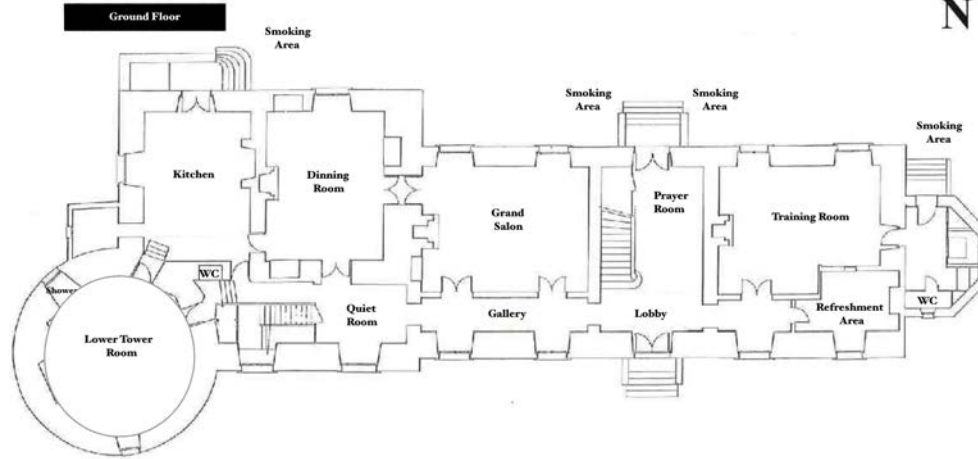 Ground Floor
N
Smoking
Area
Smoking
Area
Smoking
Area
Smoking
Area
Kitchen
Dinning
Room
Grand
Salon
Prayer
Room
Training Room
WC
Shower
Quiet
Room
Gallery
Lobby
Refreshment
Area
WC
Lower Tower
Room